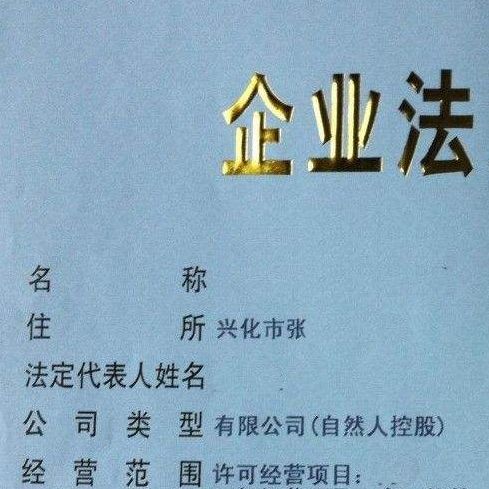 企业法
名 称
住 所 兴化市张
法定代表人姓名
公 司 类 型 有限公司(自然人控股)
经 营 范 围 许可经营项目: